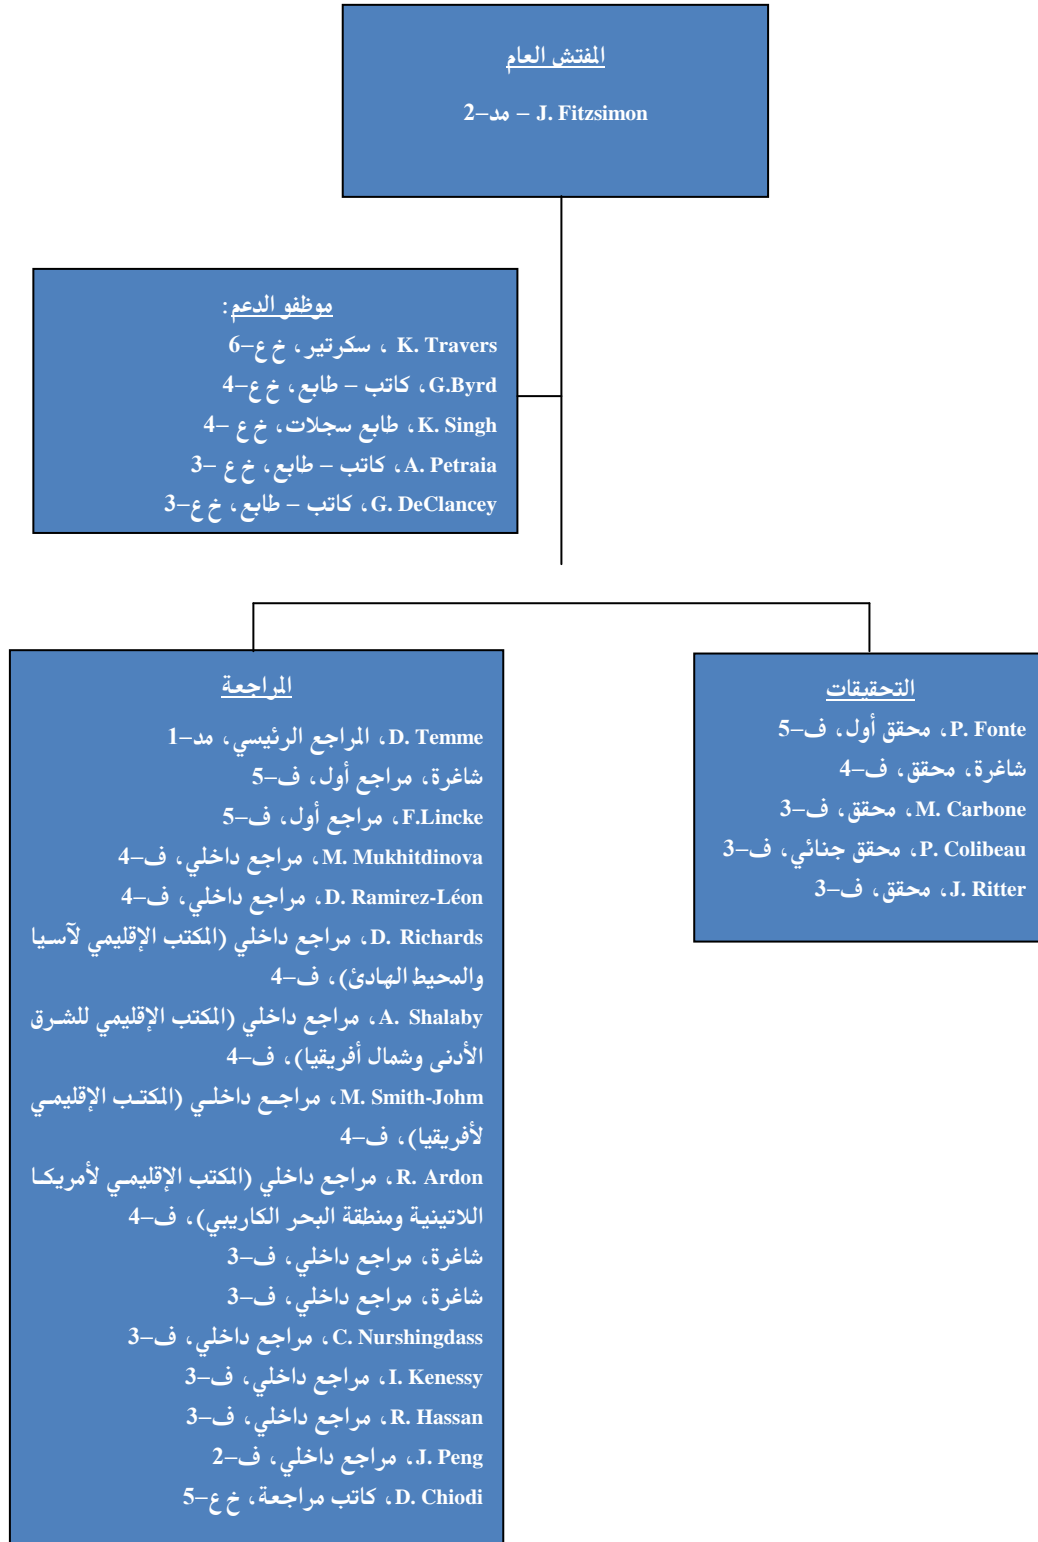 المفتش العام
J. Fitzsimon – مد–2
موظفو الدعم:
K. Travers ، سكرتير، خ ع–6
G.Byrd، كاتب – طابع، خ ع–4
K. Singh، طابع سجلات، خ ع –4
A. Petraia، كاتب – طابع، خ ع –3
G. DeClancey، كاتب – طابع، خ ع–3
المراجعة
D. Temme، المراجع الرئيسي، مد–1
شاغرة، مراجع أول، ف–5
F.Lincke، مراجع أول، ف–5
M. Mukhitdinova، مراجع داخلي، ف–4
D. Ramirez-Léon، مراجع داخلي، ف–4
D. Richards، مراجع داخلي (المكتب الإقليمي لآسيا
والمحيط الهادئ)، ف–4
A. Shalaby، مراجع داخلي (المكتب الإقليمي للشرق
الأدنى وشمال أفريقيا)، ف–4
M. Smith-Johm، مراجع داخلي (المكتب الإقليمي
لأفريقيا)، ف–4
R. Ardon، مراجع داخلي (المكتب الإقليمي لأمريكا
اللاتينية ومنطقة البحر الكاريبي)، ف–4
شاغرة، مراجع داخلي، ف–3
شاغرة، مراجع داخلي، ف–3
C. Nurshingdass، مراجع داخلي، ف–3
I. Kenessy، مراجع داخلي، ف–3
R. Hassan، مراجع داخلي، ف–3
J. Peng، مراجع داخلي، ف–2
D. Chiodi، كاتب مراجعة، خ ع–5
التحقيقات
P. Fonte، محقق أول، ف–5
شاغرة، محقق، ف–4
M. Carbone، محقق، ف–3
P. Colibeau، محقق جنائي، ف–3
J. Ritter، محقق، ف–3